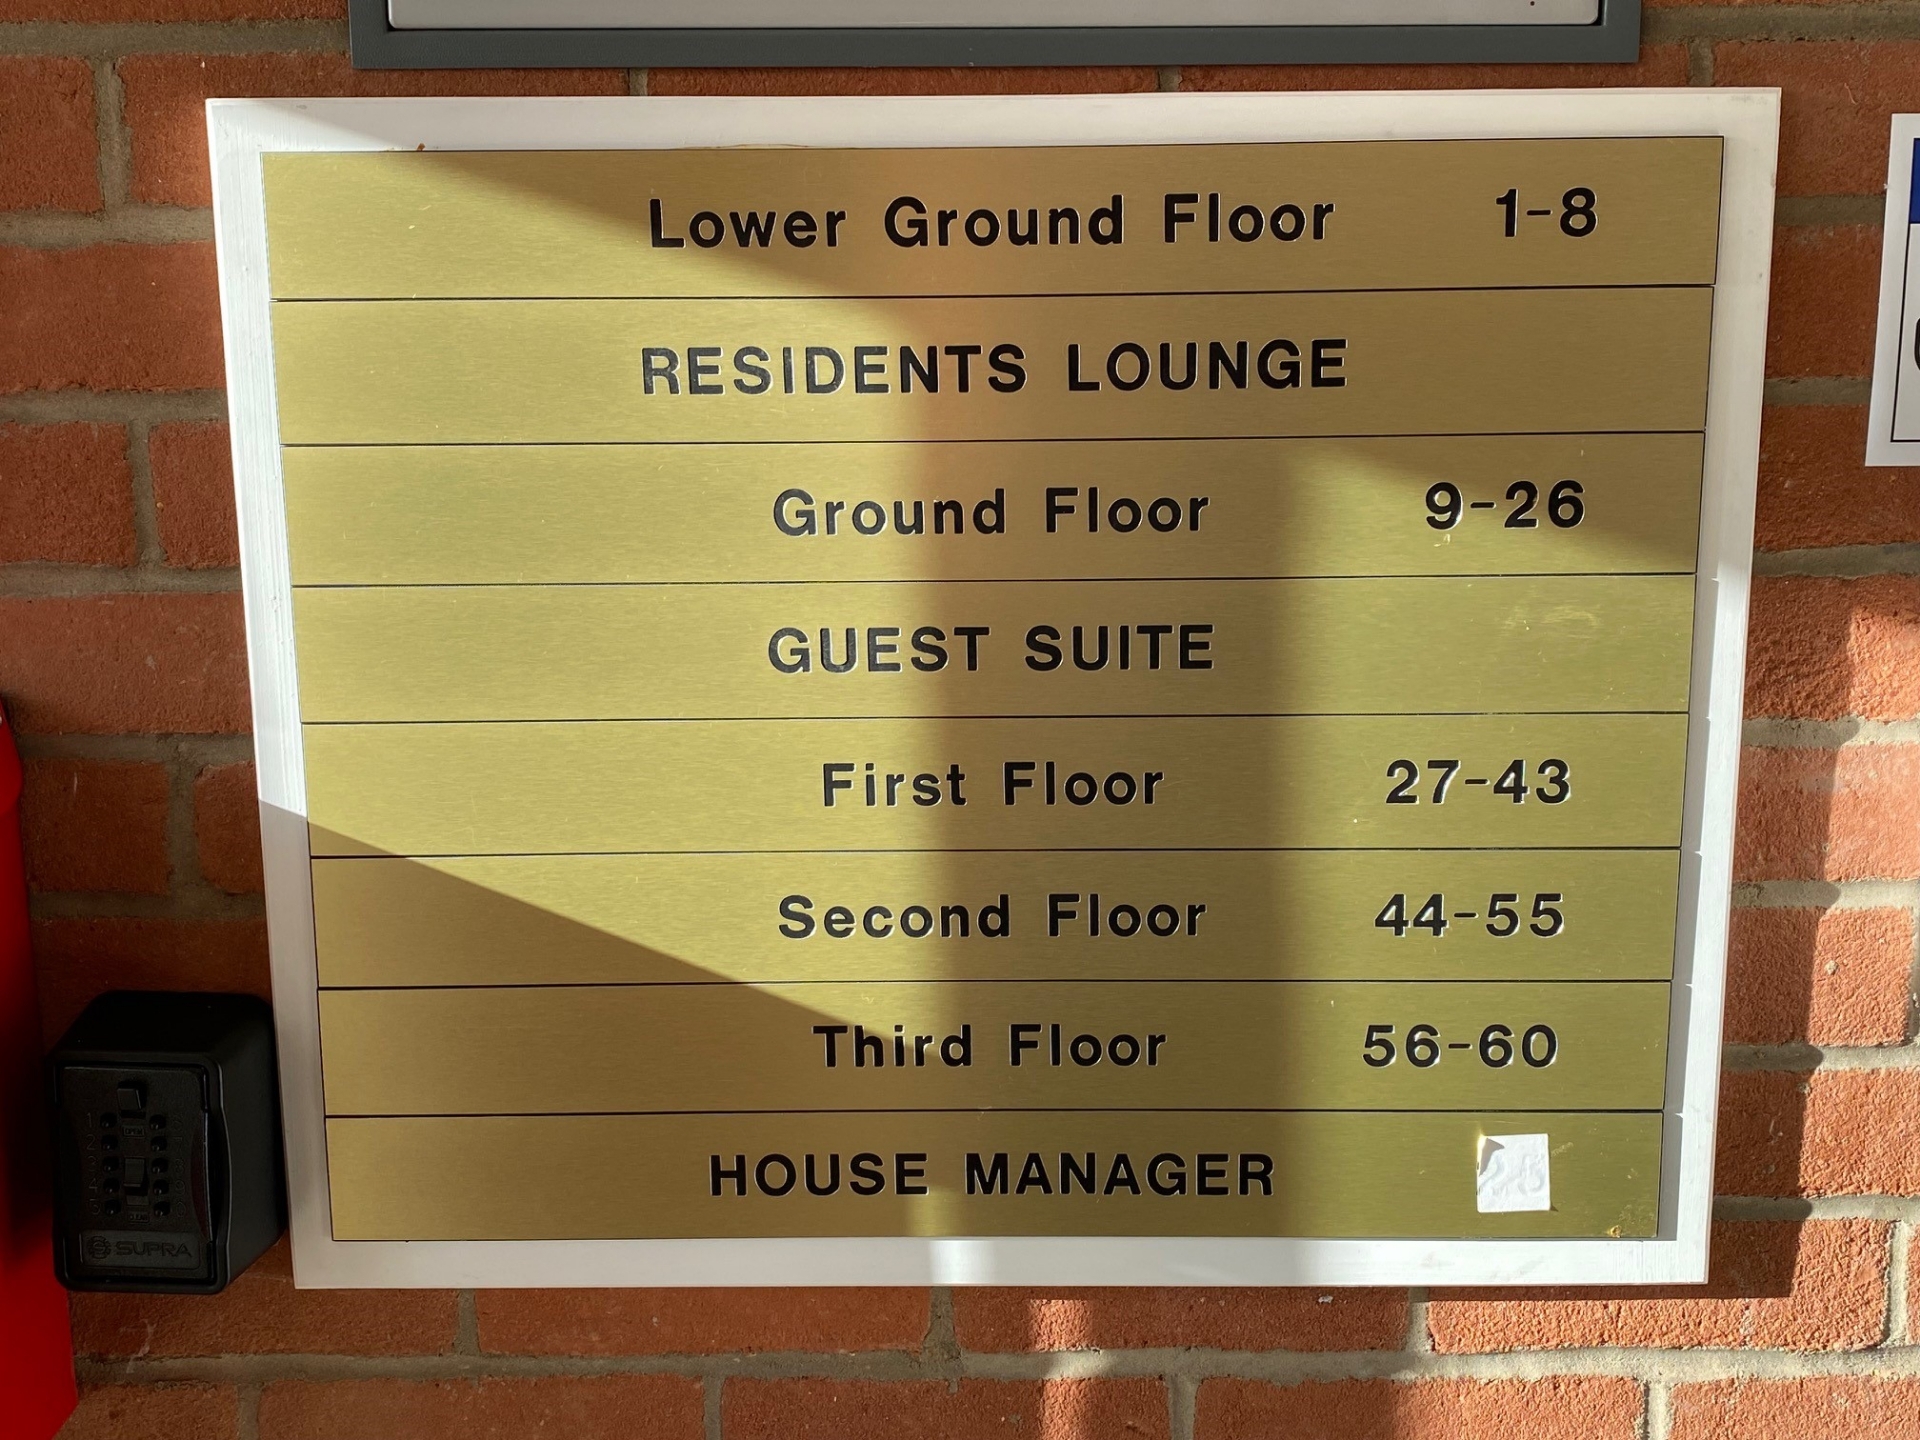 Lower Ground Floor 1-8
RESIDENTS LOUNGE
Ground Floor 9-26
GUEST SUITE
First Floor 27-43
Second Floor 44-55
Third Floor 56-60
HOUSE MANAGER
SUPRA